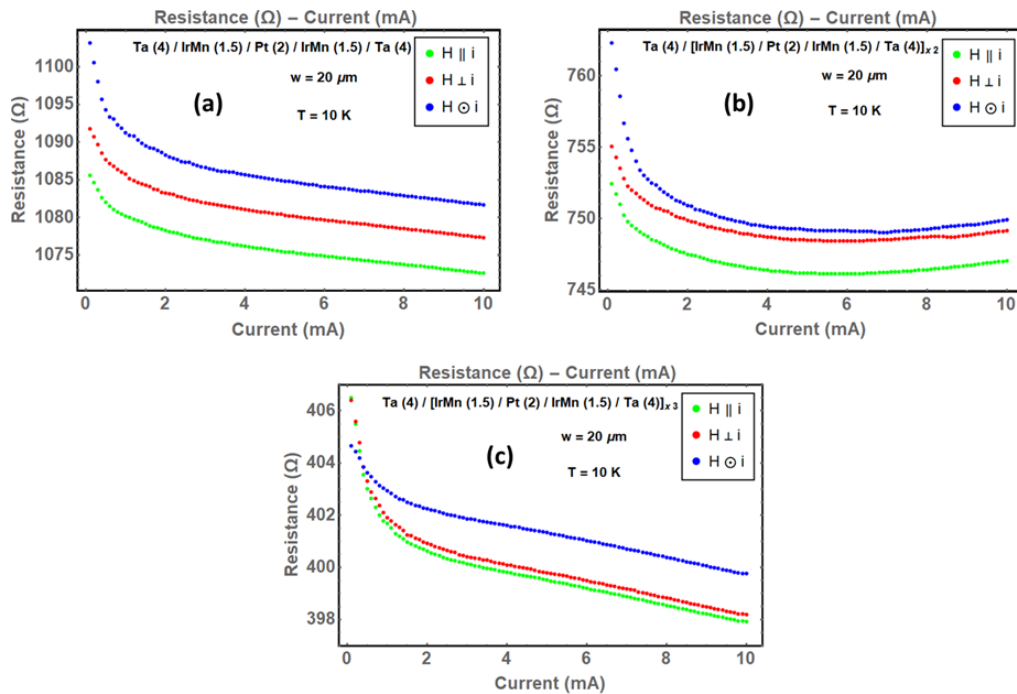 Resistance (Ω) – Current (mA)
Ta (4) / IrMn (1.5) / Pt (2) / IrMn (1.5) / Ta (4)
w = 20 μm
T = 10 K
(a)
H || i
H ⊥ i
H ⊙ i
Resistance (Ω)
1100
1095
1090
1085
1080
1075
0 2 4 6 8 10
Current (mA)
Resistance (Ω) – Current (mA)
Ta (4) / [IrMn (1.5) / Pt (2) / IrMn (1.5) / Ta (4)]x 2
w = 20 μm
T = 10 K
(b)
H || i
H ⊥ i
H ⊙ i
Resistance (Ω)
760
755
750
745
0 2 4 6 8 10
Current (mA)
Resistance (Ω) – Current (mA)
Ta (4) / [IrMn (1.5) / Pt (2) / IrMn (1.5) / Ta (4)]x 3
w = 20 μm
T = 10 K
(c)
H || i
H ⊥ i
H ⊙ i
Resistance (Ω)
406
404
402
400
398
0 2 4 6 8 10
Current (mA)